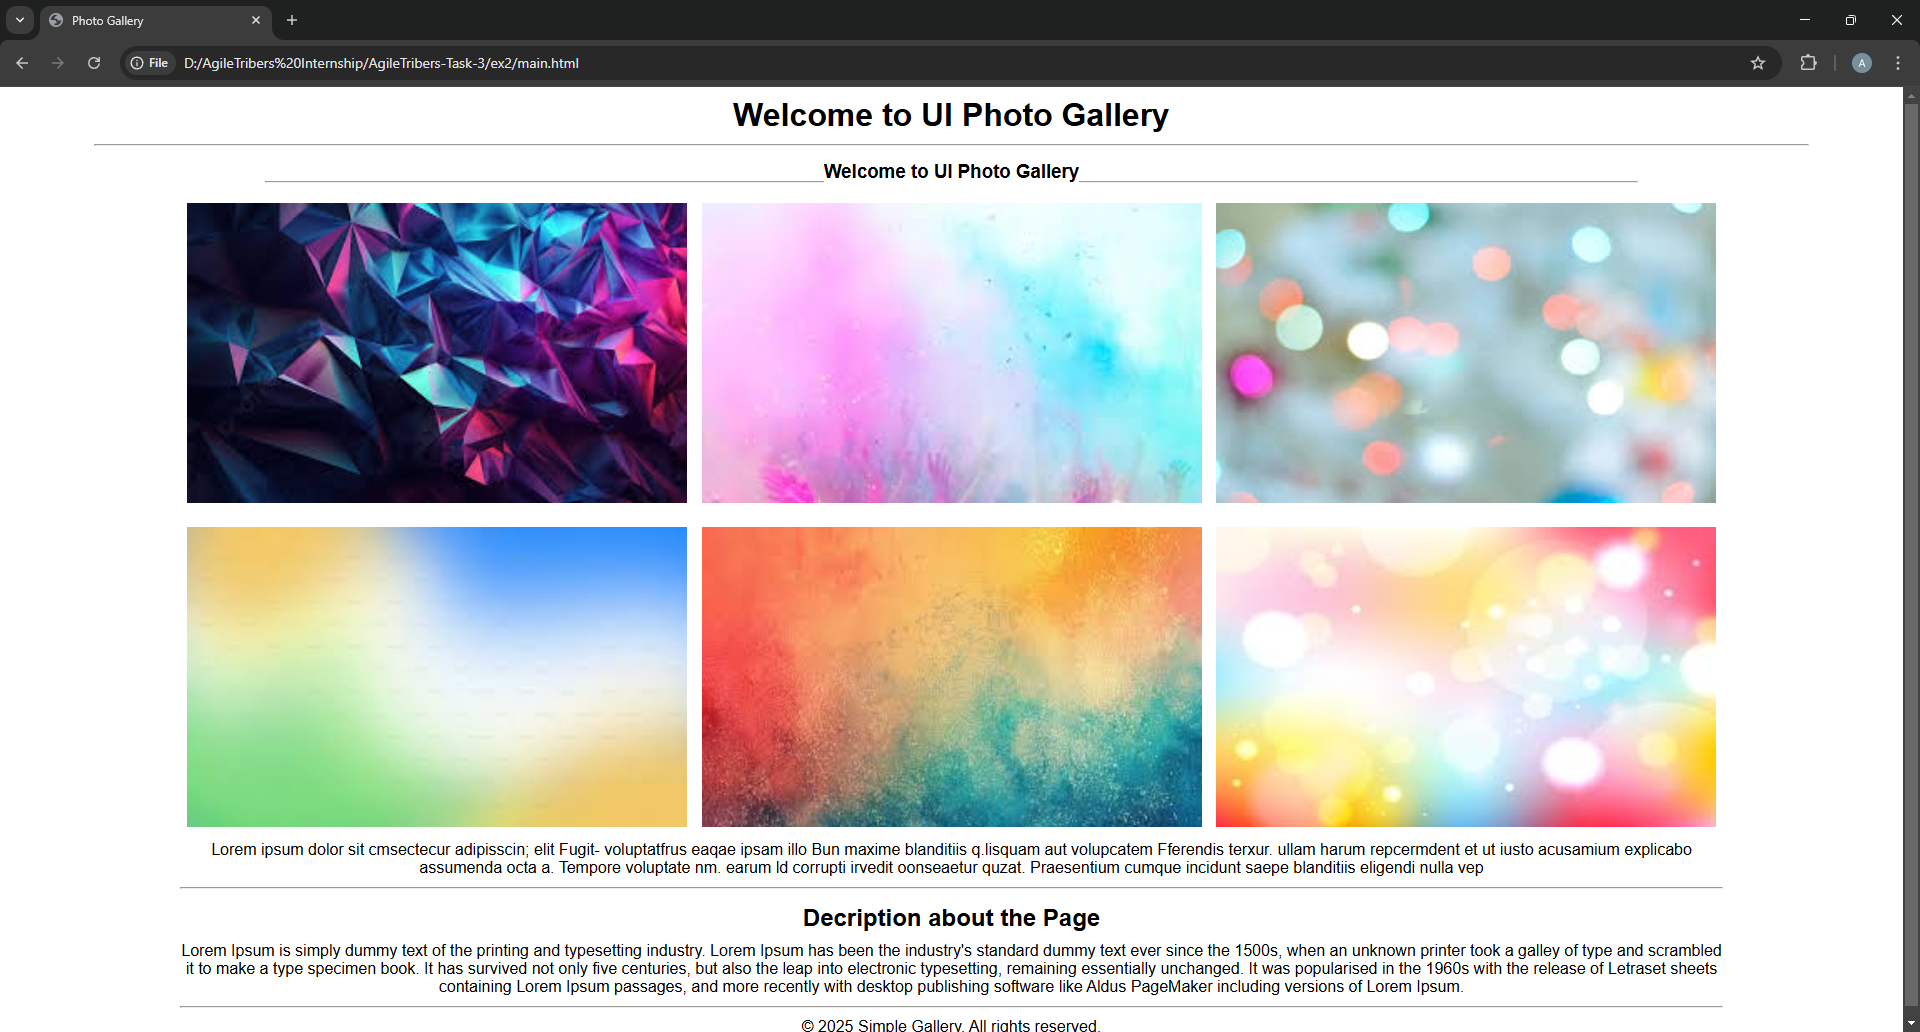 Photo Gallery
File
D:/AgileTribers%20Internship/AgileTribers-Task-3/ex2/main.html
A
Welcome to UI Photo Gallery
Welcome to UI Photo Gallery
Lorem ipsum dolor sit cmsectecur adipisscin; elit Fugit- voluptatfrus eaqae ipsam illo Bun maxime blanditiis q.lisquam aut volupcatem Fferendis terxur. ullam harum repcermdent et ut iusto acusamium explicabo
assumenda octa a. Tempore voluptate nm. earum ld corrupti irvedit oonseaetur quzat. Praesentium cumque incidunt saepe blanditiis eligendi nulla vep
Decription about the Page
Lorem Ipsum is simply dummy text of the printing and typesetting industry. Lorem Ipsum has been the industry's standard dummy text ever since the 1500s, when an unknown printer took a galley of type and scrambled
it to make a type specimen book. It has survived not only five centuries, but also the leap into electronic typesetting, remaining essentially unchanged. It was popularised in the 1960s with the release of Letraset sheets
containing Lorem Ipsum passages, and more recently with desktop publishing software like Aldus PageMaker including versions of Lorem Ipsum.
© 2025 Simple Gallery. All rights reserved.